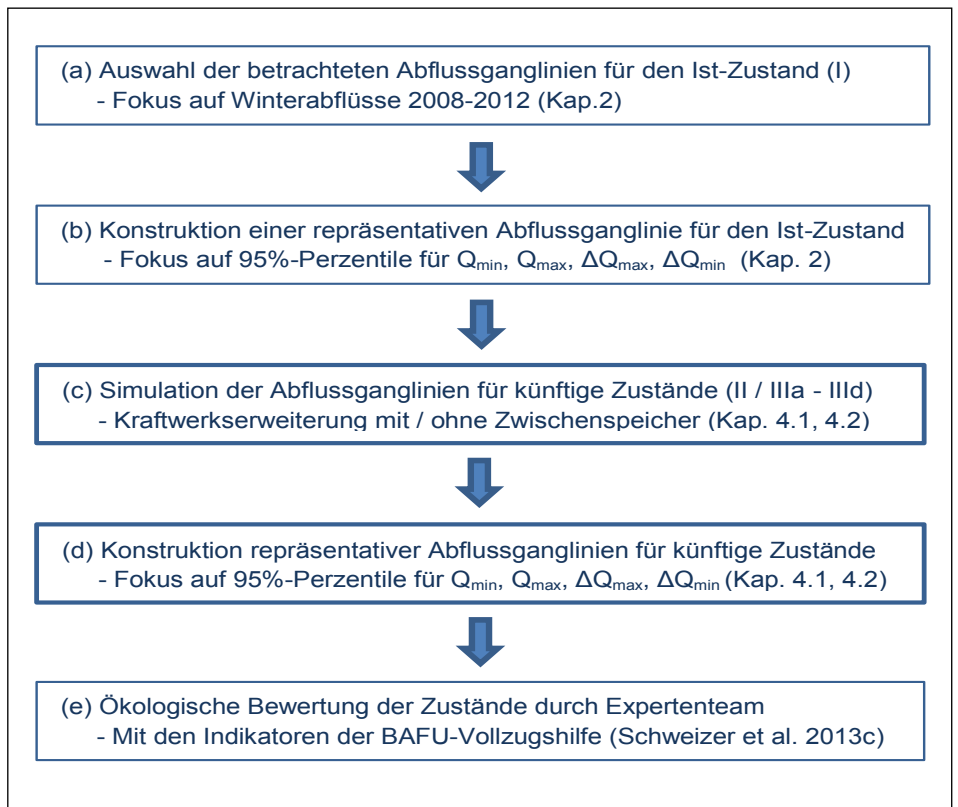 (a) Auswahl der betrachteten Abflussganglinien für den Ist-Zustand (I)
- Fokus auf Winterabflüsse 2008-2012 (Kap.2)
(b) Konstruktion einer repräsentativen Abflussganglinie für den Ist-Zustand
- Fokus auf 95%-Perzentile für Qmin, Qmax, ΔQmax, ΔQmin (Kap. 2)
(c) Simulation der Abflussganglinien für künftige Zustände (II / IIIa - IIId)
- Kraftwerkserweiterung mit / ohne Zwischenspeicher (Kap. 4.1, 4.2)
(d) Konstruktion repräsentativer Abflussganglinien für künftige Zustände
- Fokus auf 95%-Perzentile für Qmin, Qmax, ΔQmax, ΔQmin (Kap. 4.1, 4.2)
(e) Ökologische Bewertung der Zustände durch Expertenteam
- Mit den Indikatoren der BAFU-Vollzugshilfe (Schweizer et al. 2013c)